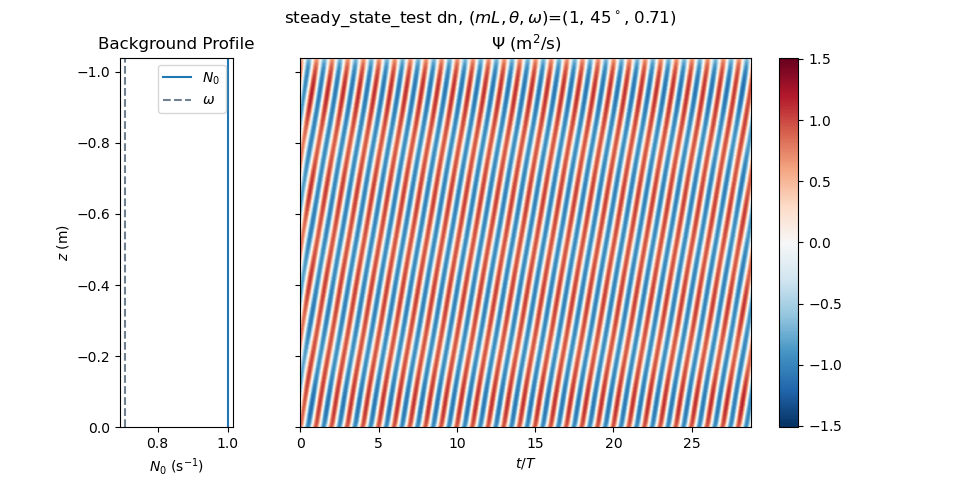 steady_state_test dn, (mL, θ, ω)=(1, 45°, 0.71)
Background Profile
Ψ (m²/s)
N₀
ω
−1.0
−0.8
−0.6
−0.4
−0.2
0.0
z (m)
0.8
1.0
N₀ (s⁻¹)
0
5
10
15
20
25
t/T
1.5
1.0
0.5
0.0
−0.5
−1.0
−1.5